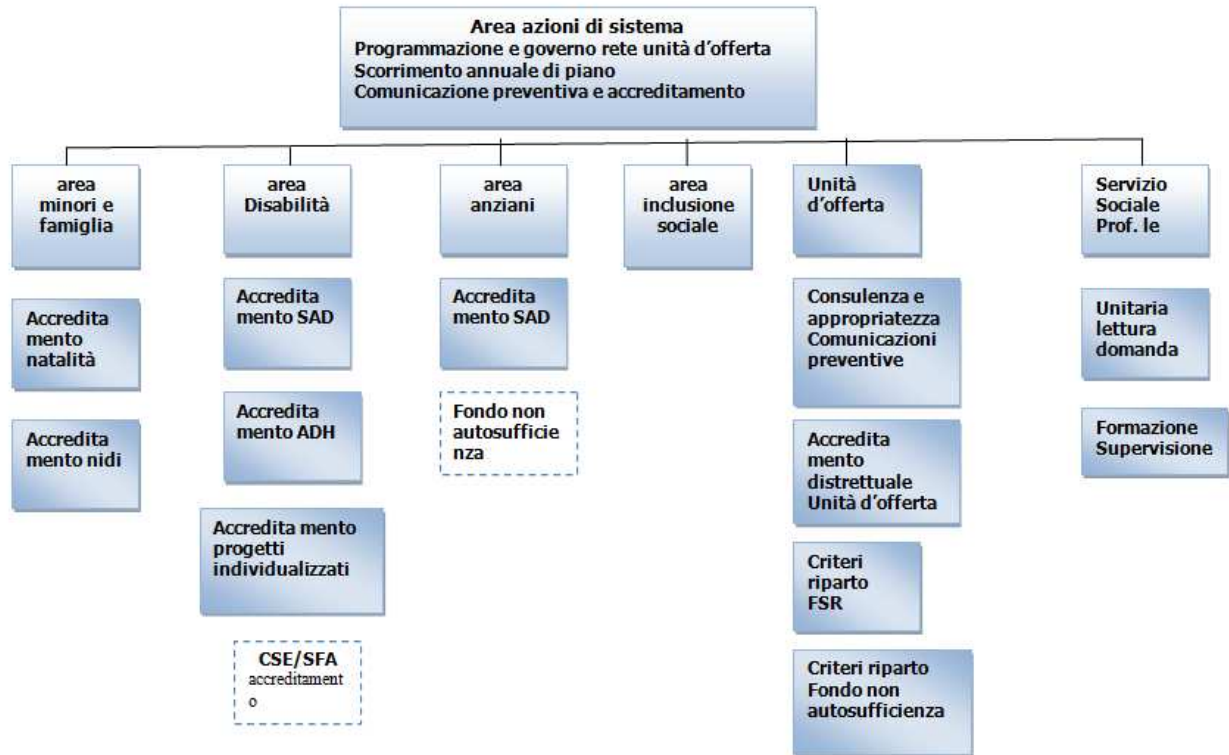 Area azioni di sistema
Programmazione e governo rete unità d'offerta
Scorrimento annuale di piano
Comunicazione preventiva e accreditamento
area
minori e
famiglia
area
Disabilità
area
anziani
area
inclusione
sociale
Unità
d'offerta
Servizio
Sociale
Prof. le
Accredita
mento
natalità
Accredita
mento nidi
Accredita
mento SAD
Accredita
mento ADH
Accredita mento
progetti
individualizzati
CSE/SFA
accreditament
o
Accredita
mento SAD
Fondo non
autosufficie
nza
Consulenza e
appropriatezza
Comunicazioni
preventive
Accredita
mento
distrettuale
Unità d'offerta
Criteri
riparto
FSR
Criteri riparto
Fondo non
autosufficienza
Unitaria
lettura
domanda
Formazione
Supervisione